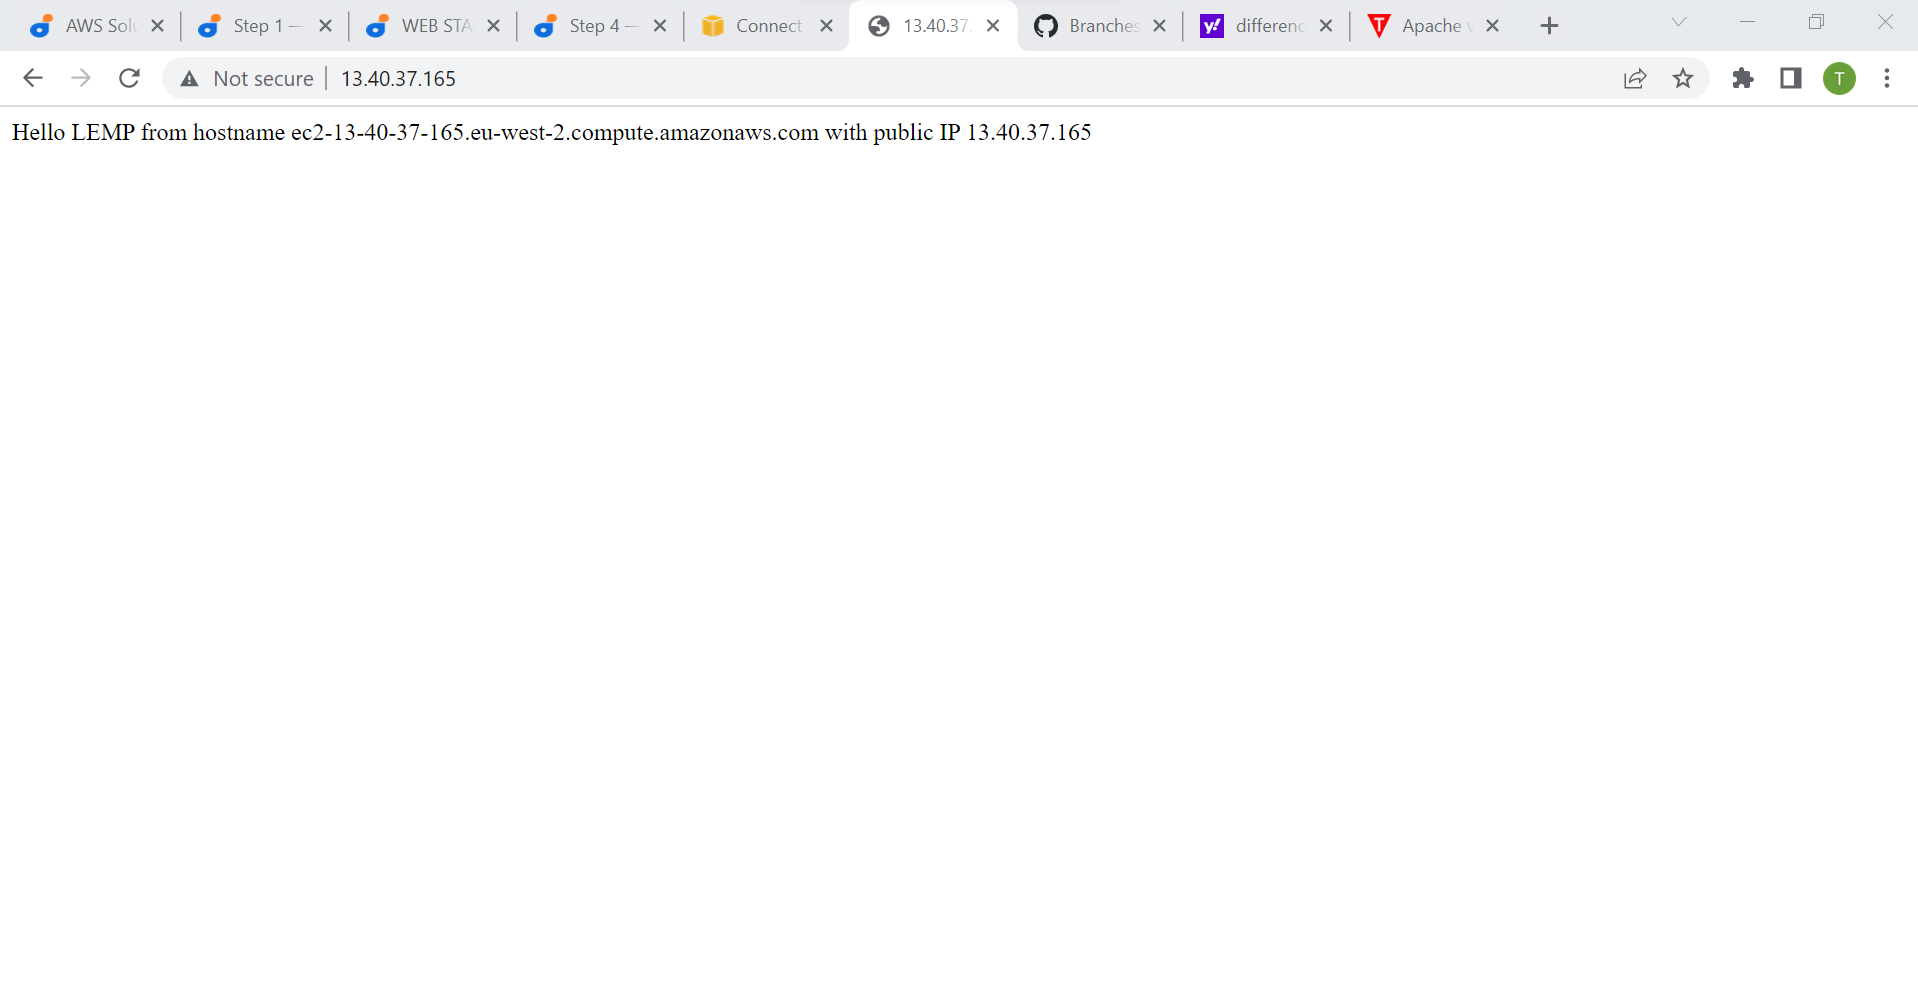 AWS Solu
Step 1 —
WEB STA
Step 4 —
Connect
13.40.37.
Branches
y!
differenc
T
Apache v
Not secure
13.40.37.165
T
Hello LEMP from hostname ec2-13-40-37-165.eu-west-2.compute.amazonaws.com with public IP 13.40.37.165